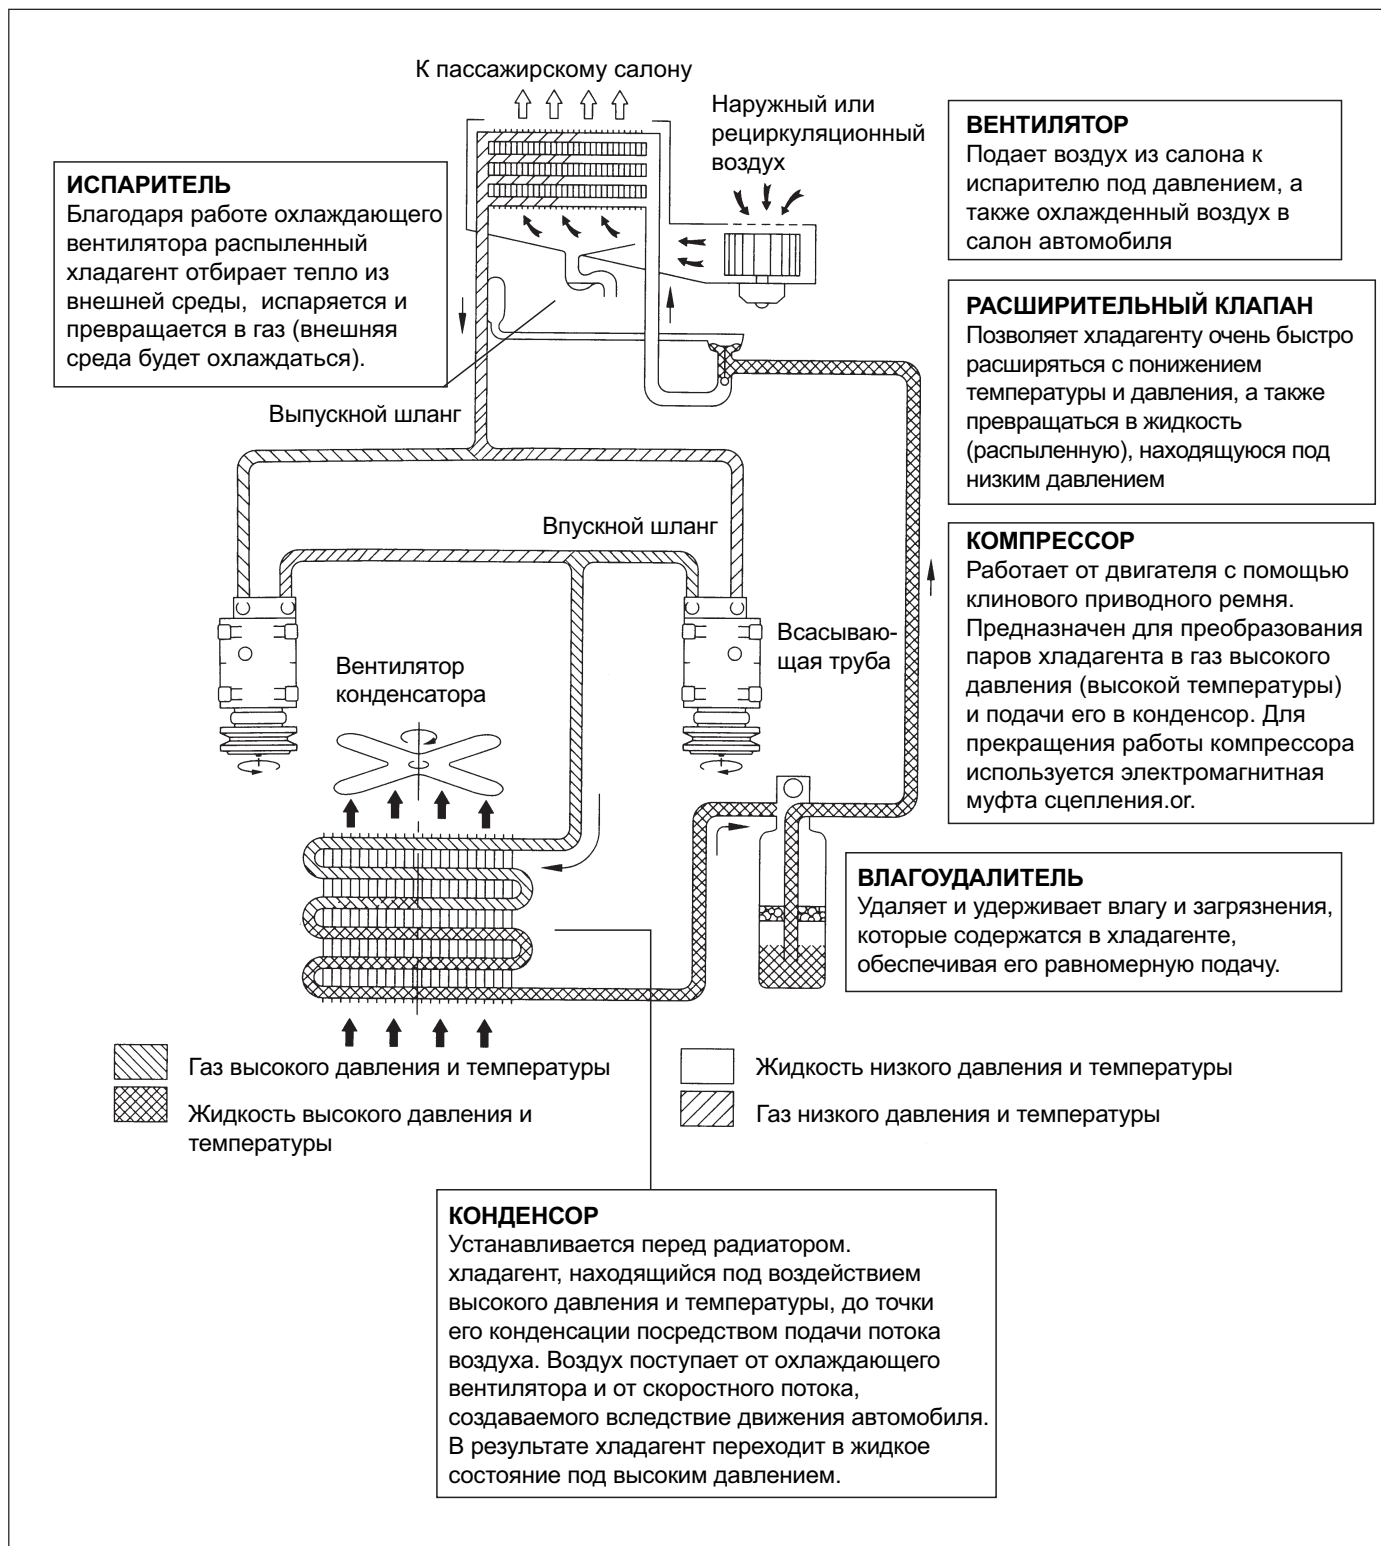 К пассажирскому салону
Наружный или
рециркуляционный
воздух
ИСПАРИТЕЛЬ
Благодаря работе охлаждающего
вентилятора распыленный
хладагент отбирает тепло из
внешней среды, испаряется и
превращается в газ (внешняя
среда будет охлаждаться).
ВЕНТИЛЯТОР
Подает воздух из салона к
испарителю под давлением, а
также охлажденный воздух в
салон автомобиля
РАСШИРИТЕЛЬНЫЙ КЛАПАН
Позволяет хладагенту очень быстро
расширяться с понижением
температуры и давления, а также
превращаться в жидкость
(распыленную), находящуюся под
низким давлением
Выпускной шланг
Впускной шланг
КОМПРЕССОР
Работает от двигателя с помощью
клинового приводного ремня.
Предназначен для преобразования
паров хладагента в газ высокого
давления (высокой температуры)
и подачи его в конденсор. Для
прекращения работы компрессора
используется электромагнитная
муфта сцепления.or.
Всасываю-
щая труба
Вентилятор
конденсатора
ВЛАГОУДАЛИТЕЛЬ
Удаляет и удерживает влагу и загрязнения,
которые содержатся в хладагенте,
обеспечивая его равномерную подачу.
Газ высокого давления и температуры
Жидкость высокого давления и
температуры
Жидкость низкого давления и температуры
Газ низкого давления и температуры
КОНДЕНСОР
Устанавливается перед радиатором.
хладагент, находящийся под воздействием
высокого давления и температуры, до точки
его конденсации посредством подачи потока
воздуха. Воздух поступает от охлаждающего
вентилятора и от скоростного потока,
создаваемого вследствие движения автомобиля.
В результате хладагент переходит в жидкое
состояние под высоким давлением.